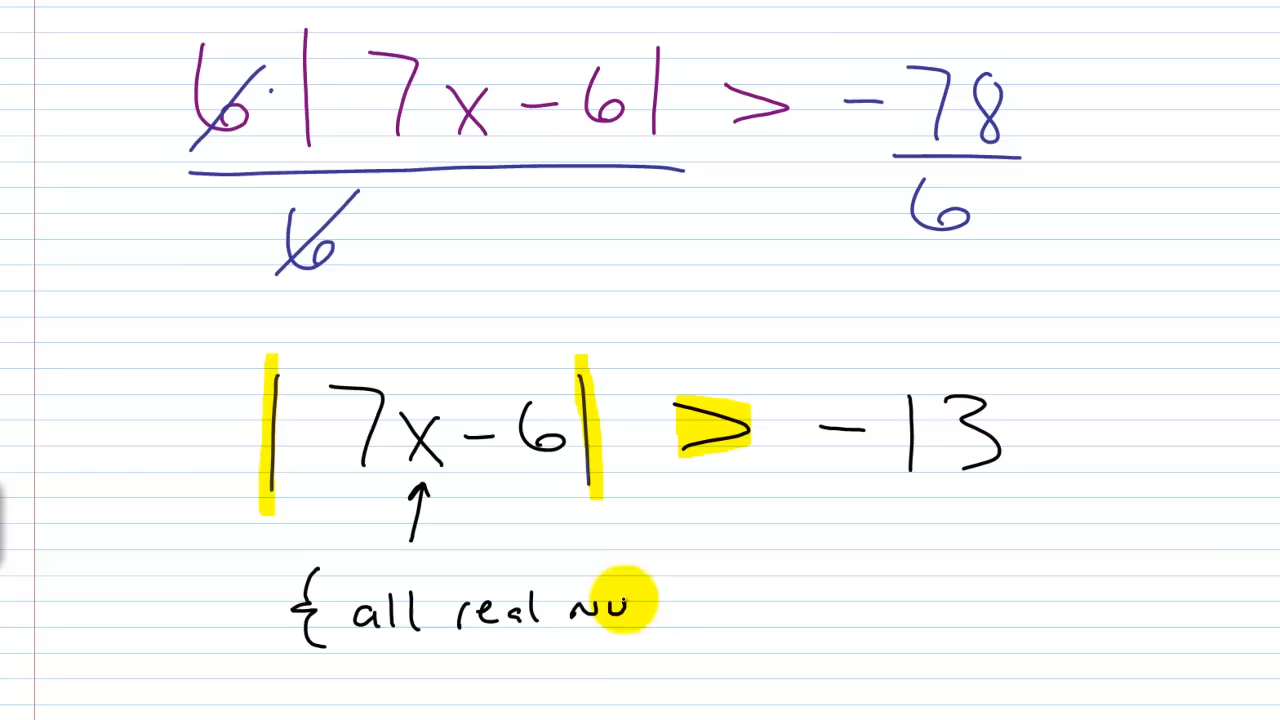 6·|7x-6| > -78
6 6
|7x-6| > -13
{ all real nu